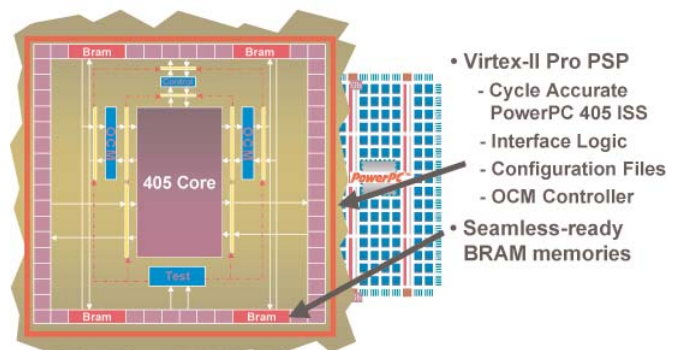 Bram
Bram
Control
OCM
OCM
405 Core
Test
Bram
Bram
PowerPC
• Virtex-II Pro PSP
- Cycle Accurate
PowerPC 405 ISS
- Interface Logic
- Configuration Files
- OCM Controller
• Seamless-ready
BRAM memories